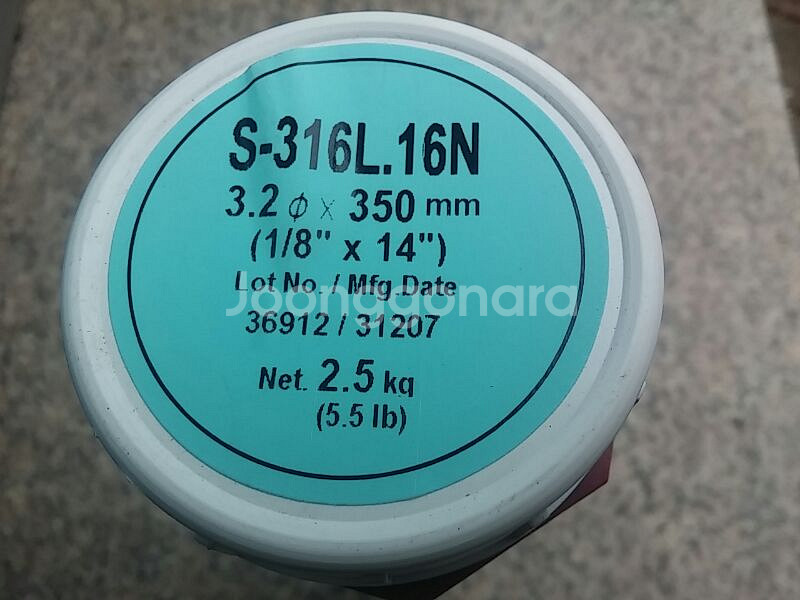 S-316L.16N
3.2 ϕ x 350 mm
(1/8" x 14")
Lot No. / Mfg.Date
Joonggonara
36912 / 31207
Net. 2.5 kg
(5.5 lb)